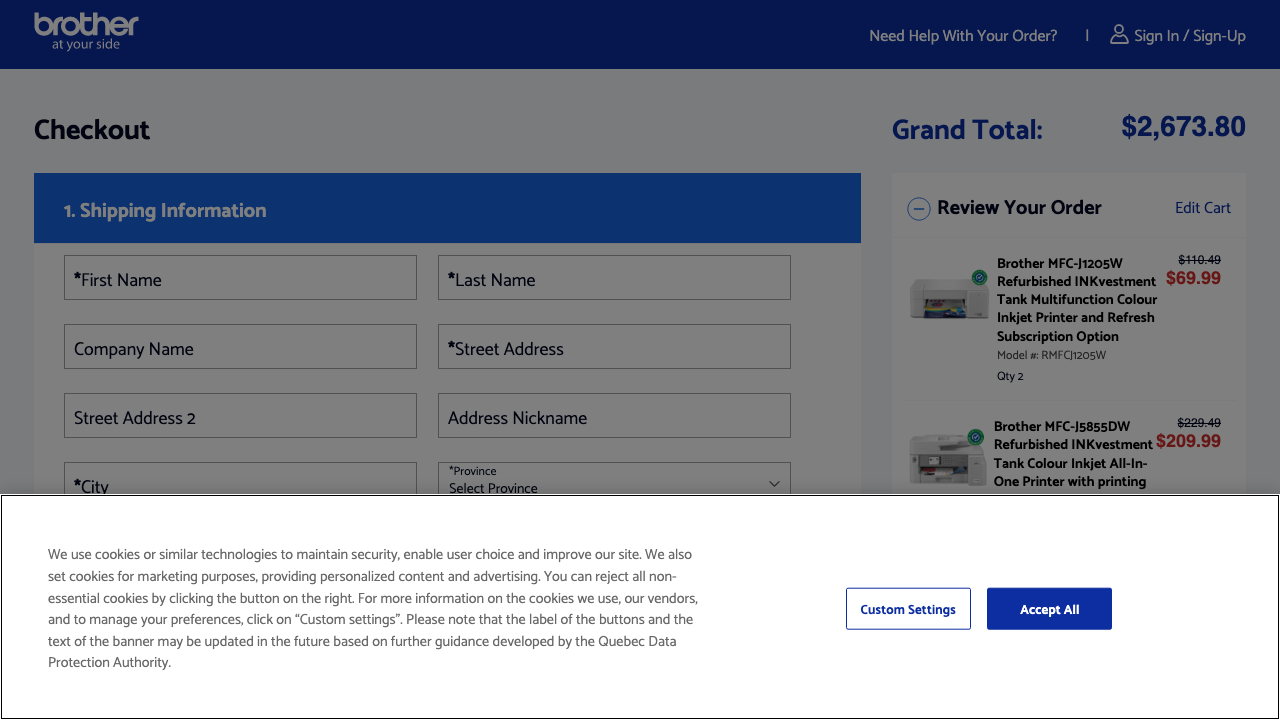 brother
at your side
Need Help With Your Order?
|
Sign In / Sign-Up
Checkout
Grand Total:
$2,673.80
1. Shipping Information
*First Name
*Last Name
Company Name
*Street Address
Street Address 2
Address Nickname
*City
*Province
Select Province
Review Your Order
Edit Cart
Brother MFC-J1205W
Refurbished INKvestment
Tank Multifunction Colour
Inkjet Printer and Refresh
Subscription Option
Model #: RMFCJ1205W
Qty 2
$110.49
$69.99
Brother MFC-J5855DW
Refurbished INKvestment
Tank Colour Inkjet All-In-
One Printer with printing
$229.49
$209.99
We use cookies or similar technologies to maintain security, enable user choice and improve our site. We also
set cookies for marketing purposes, providing personalized content and advertising. You can reject all non-
essential cookies by clicking the button on the right. For more information on the cookies we use, our vendors,
and to manage your preferences, click on “Custom settings”. Please note that the label of the buttons and the
text of the banner may be updated in the future based on further guidance developed by the Quebec Data
Protection Authority.
Custom Settings
Accept All